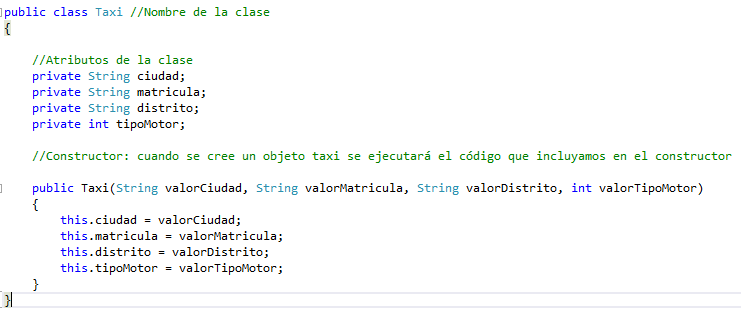 public class Taxi //Nombre de la clase
{
//Atributos de la clase
private String ciudad;
private String matricula;
private String distrito;
private int tipoMotor;
//Constructor: cuando se cree un objeto taxi se ejecutará el código que incluyamos en el constructor
public Taxi(String valorCiudad, String valorMatricula, String valorDistrito, int valorTipoMotor)
{
this.ciudad = valorCiudad;
this.matricula = valorMatricula;
this.distrito = valorDistrito;
this.tipoMotor = valorTipoMotor;
}
}